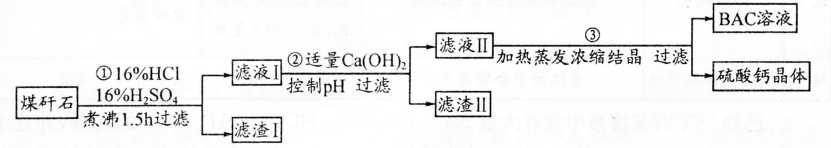 煤矸石
①16%HCl
16%H₂SO₄
煮沸1.5h过滤
滤液Ⅰ
滤渣Ⅰ
②适量Ca(OH)₂
控制pH 过滤
滤液Ⅱ
滤渣Ⅱ
③
加热蒸发浓缩结晶 过滤
BAC溶液
硫酸钙晶体